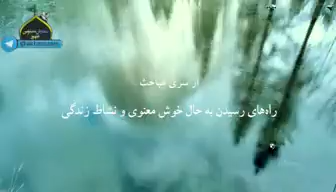 از سری مباحث
راه‌های رسیدن به حال خوش معنوی و نشاط زندگی